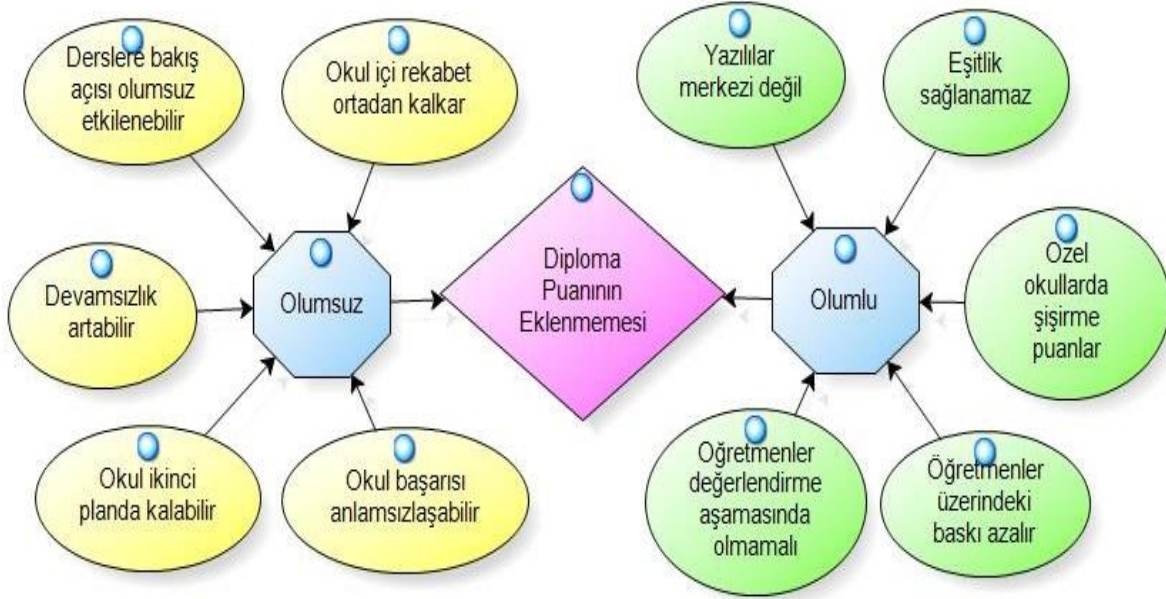 Derslere bakış
açısı olumsuz
etkilenebilir
Okul içi rekabet
ortadan kalkar
Yazılılar
merkezi değil
Eşitlik
sağlanamaz
Devamsızlık
artabilir
Olumsuz
Diploma
Puanının
Eklenmemesi
Olumlu
Özel
okullarda
şişirme
puanlar
Okul ikinci
planda kalabilir
Okul başarısı
anlamsızlaşabilir
Öğretmenler
değerlendirme
aşamasında
olmamalı
Öğretmenler
üzerindeki
baskı azalır